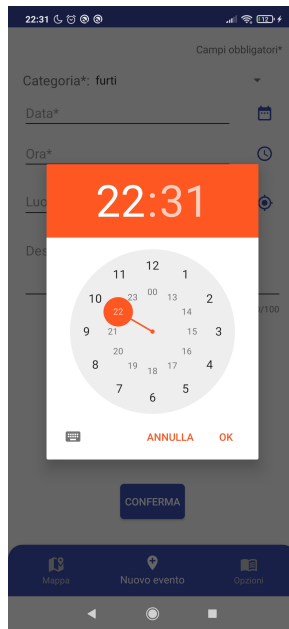 22:31
112
Campi obbligatori*
Categoria*: furti
Data*
Ora*
Luo
22:31
Des
12
11 1
00
23 13
10 2
22 14
9 21 15 3
20 16
8 19 17 4
18
7 5
6
/100
ANNULLA OK
CONFERMA
Mappa Nuovo evento Opzioni